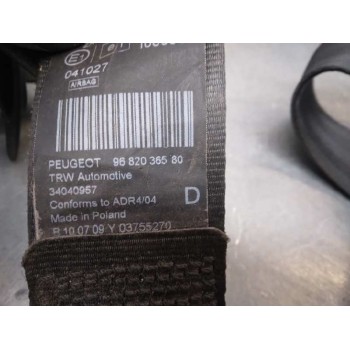 041027
AIRBAG
PEUGEOT 96 820 365 80
TRW Automotive
34040957
Conforms to ADR4/04
D
Made in Poland
P 10 07 09 Y 03755270